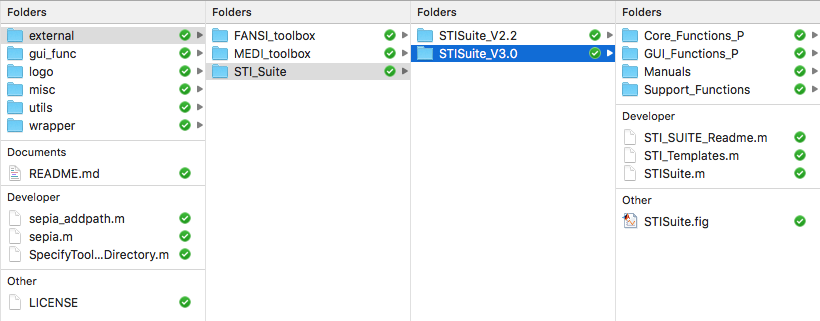 Folders
external
gui_func
logo
misc
utils
wrapper
Documents
README.md
Developer
sepia_addpath.m
sepia.m
SpecifyTool...Directory.m
Other
LICENSE
Folders
FANSI_toolbox
MEDI_toolbox
STI_Suite
Folders
STISuite_V2.2
STISuite_V3.0
Folders
Core_Functions_P
GUI_Functions_P
Manuals
Support_Functions
Developer
STI_SUITE_Readme.m
STI_Templates.m
STISuite.m
Other
STISuite.fig